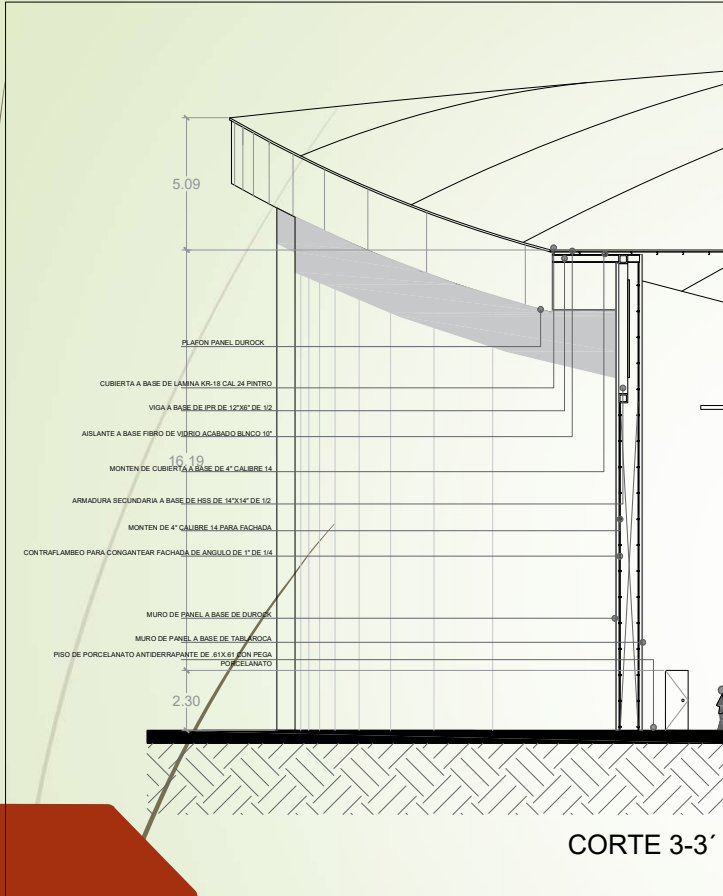 5.09
PLAFON PANEL DUROCK
CUBIERTA A BASE DE LAMINA KR-18 CAL 24 PINTRO
VIGA A BASE DE IPR DE 12"X6" DE 1/2
AISLANTE A BASE FIBRO DE VIDRIO ACABADO BLNCO 10"
16.19
MONTEN DE CUBIERTA A BASE DE 4" CALIBRE 14
ARMADURA SECUNDARIA A BASE DE HSS DE 14"X14" DE 1/2
MONTEN DE 4" CALIBRE 14 PARA FACHADA
CONTRAFLAMBEO PARA CONGANTEAR FACHADA DE ANGULO DE 1" DE 1/4
MURO DE PANEL A BASE DE DUROCK
MURO DE PANEL A BASE DE TABLAROCA
PISO DE PORCELANATO ANTIDERRAPANTE DE .61X.61 CON PEGA
PORCELANATO
2.30
CORTE 3-3´